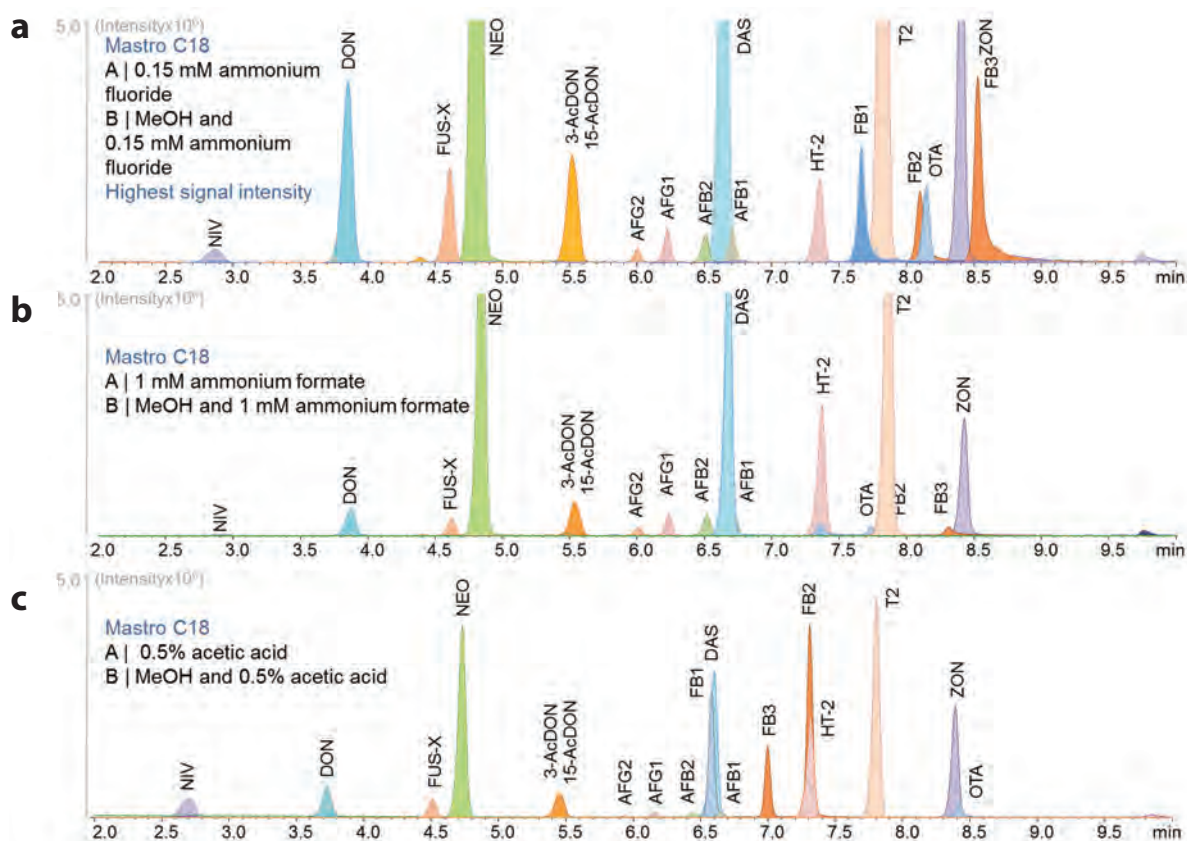 a
5.0 (Intensityx10⁶)
Mastro C18
A | 0.15 mM ammonium
fluoride
B | MeOH and
0.15 mM ammonium
fluoride
Highest signal intensity
NIV
DON
FUS-X
NEO
3-AcDON
15-AcDON
AFG2
AFG1
AFB2
DAS
AFB1
HT-2
FB1
T2
FB2
OTA
FB3
ZON
2.0 2.5 3.0 3.5 4.0 4.5 5.0 5.5 6.0 6.5 7.0 7.5 8.0 8.5 9.0 9.5 min
b
5.0 (Intensityx10⁶)
Mastro C18
A | 1 mM ammonium formate
B | MeOH and 1 mM ammonium formate
NIV
DON
FUS-X
NEO
3-AcDON
15-AcDON
AFG2
AFG1
AFB2
DAS
AFB1
HT-2
OTA
T2
FB2
FB3
ZON
2.0 2.5 3.0 3.5 4.0 4.5 5.0 5.5 6.0 6.5 7.0 7.5 8.0 8.5 9.0 9.5 min
c
5.0 (Intensityx10⁶)
Mastro C18
A | 0.5% acetic acid
B | MeOH and 0.5% acetic acid
NIV
DON
FUS-X
NEO
3-AcDON
15-AcDON
AFG2
AFG1
AFB2
FB1
DAS
AFB1
FB3
FB2
HT-2
T2
ZON
OTA
2.0 2.5 3.0 3.5 4.0 4.5 5.0 5.5 6.0 6.5 7.0 7.5 8.0 8.5 9.0 9.5 min